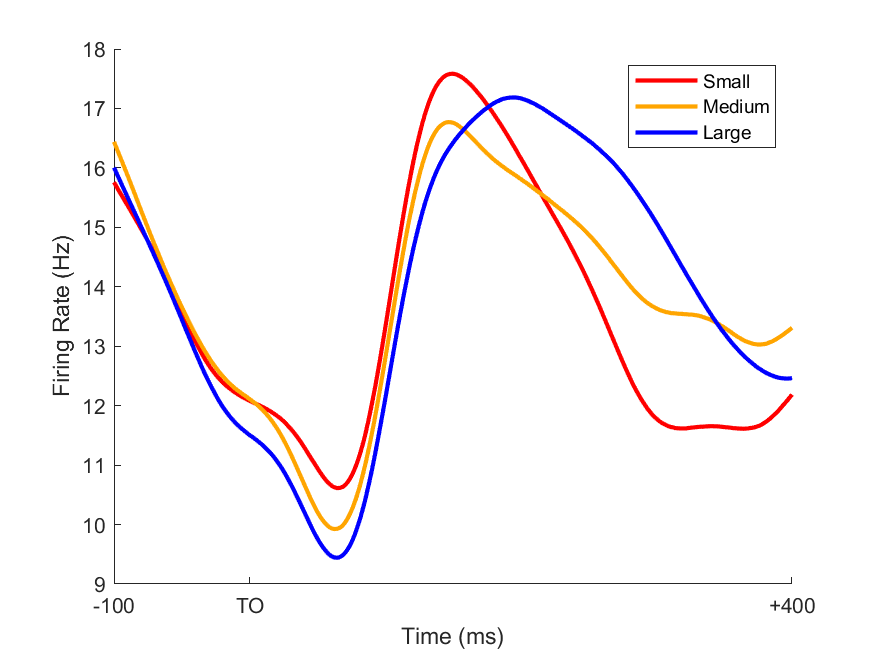 18
17
16
15
14
13
12
11
10
9
Firing Rate (Hz)
Small
Medium
Large
-100
TO
+400
Time (ms)